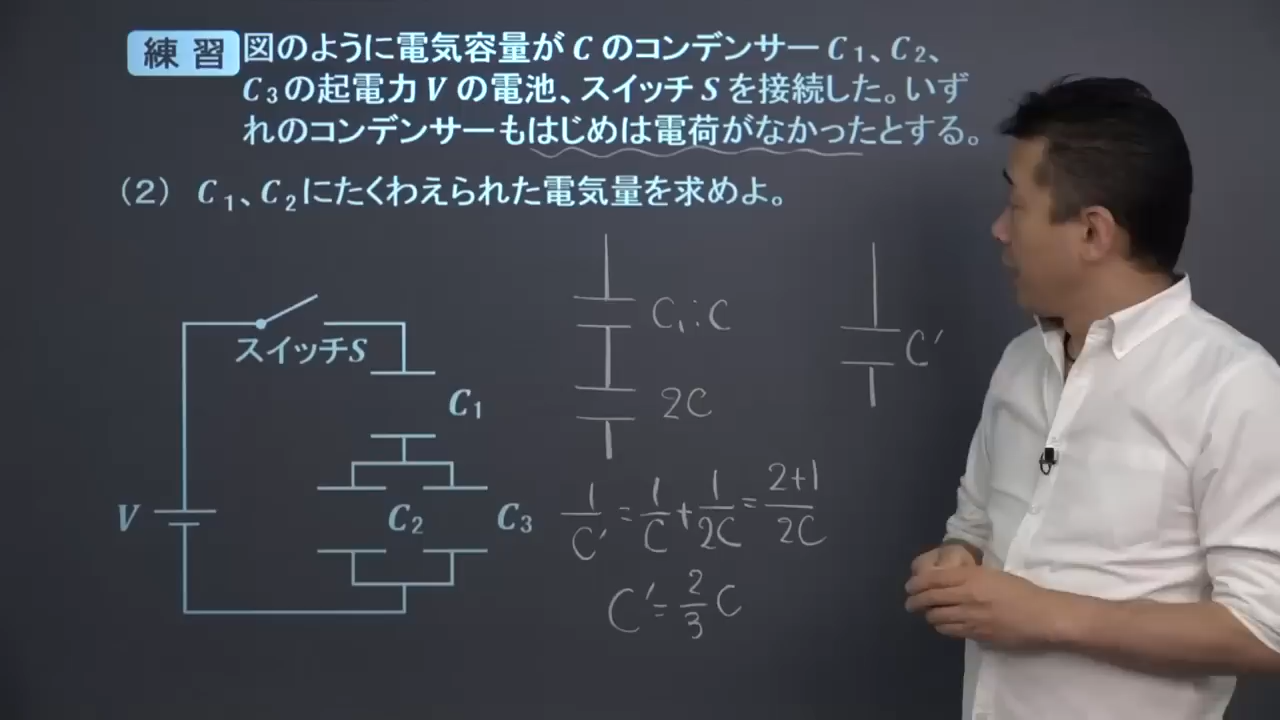 練習 図のように電気容量が C のコンデンサー C₁、C₂、
C₃の起電力 V の電池、スイッチ S を接続した。いず
れのコンデンサーもはじめは電荷がなかったとする。
(2) C₁、C₂にたくわえられた電気量を求めよ。
スイッチS
C₁
V
C₂
C₃
C₁:C
2C
C′
1/C′ = 1/C + 1/2C = 2+1/2C
C′= 2/3 C